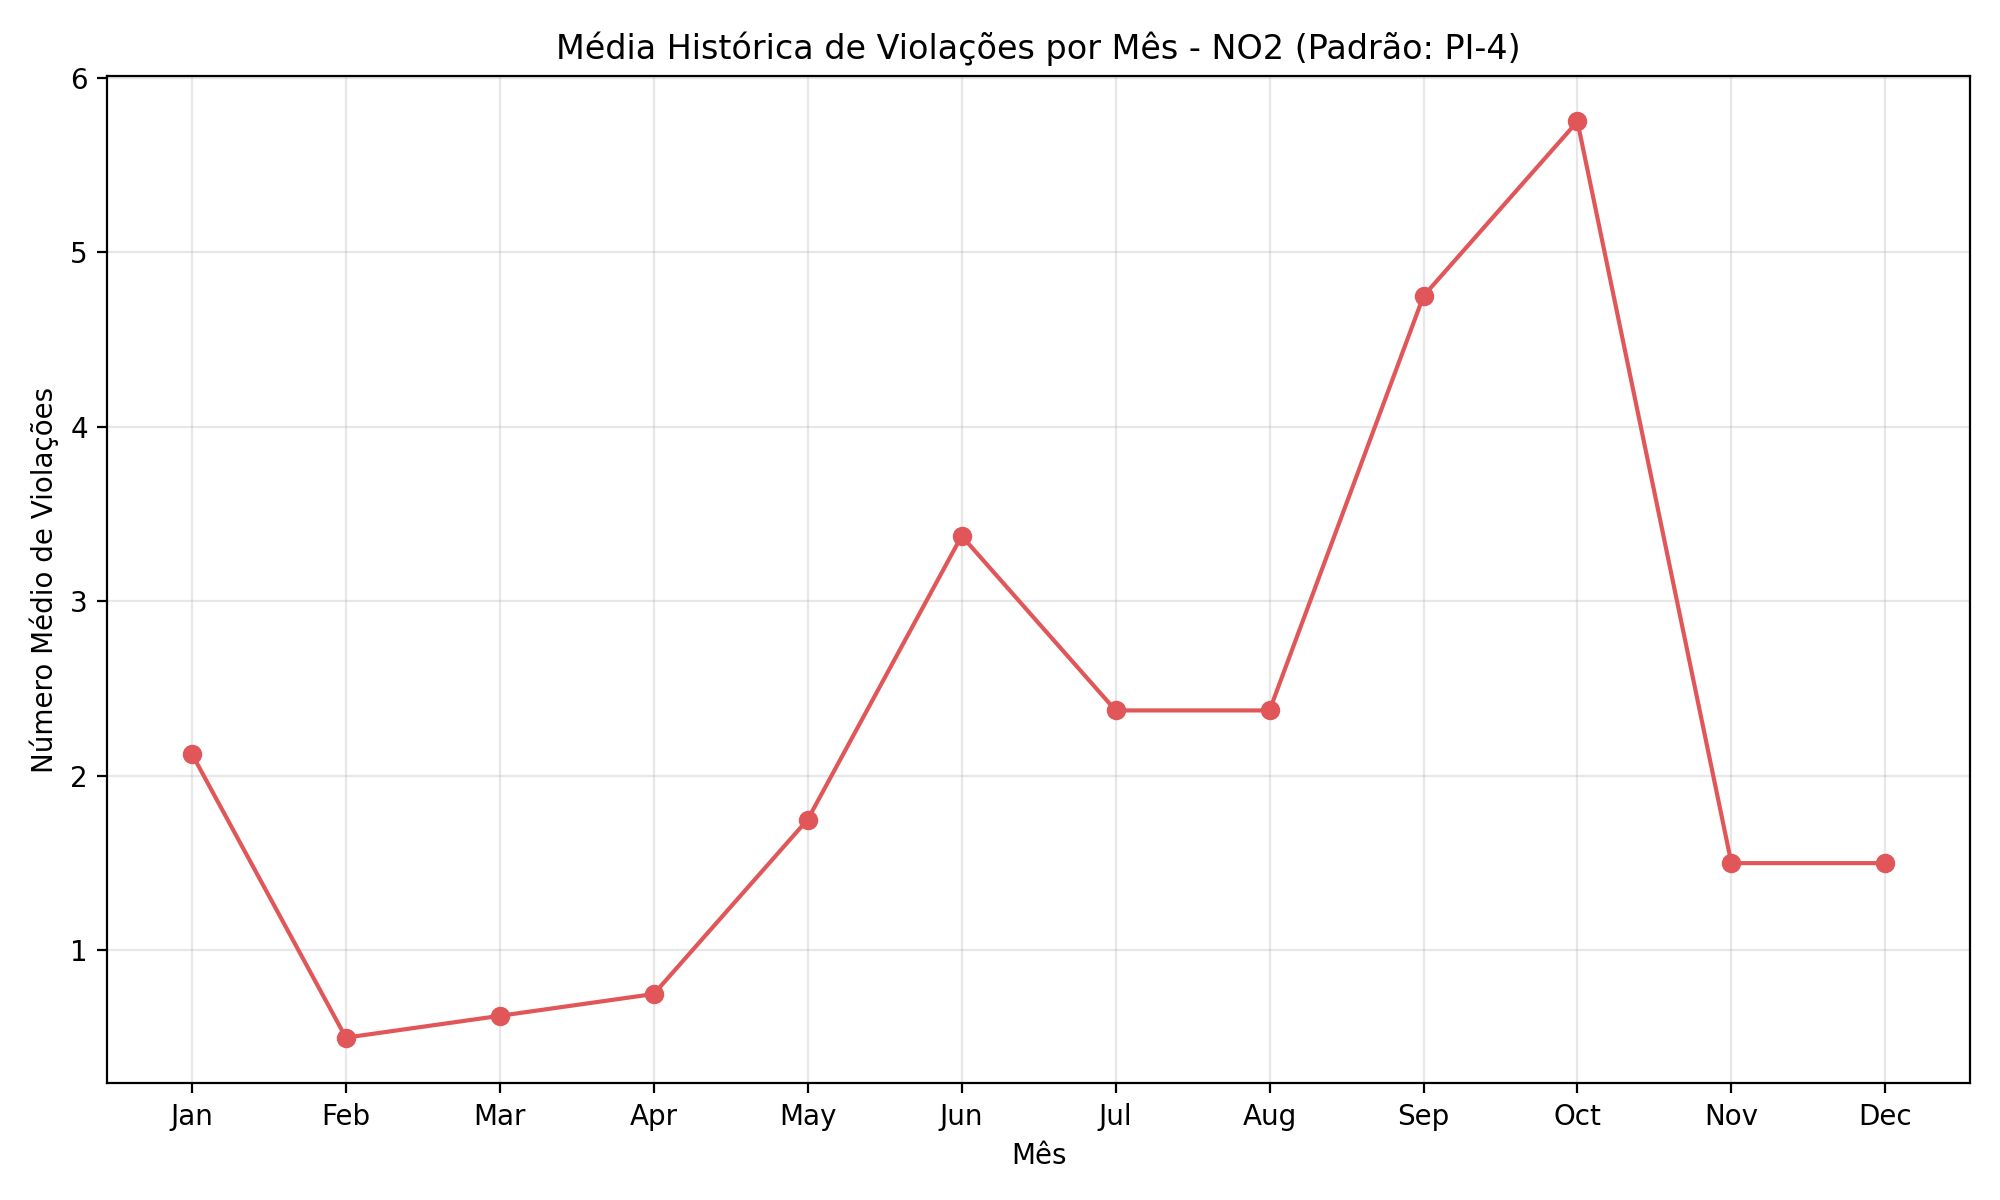 Média Histórica de Violações por Mês - NO2 (Padrão: PI-4)
Número Médio de Violações
6
5
4
3
2
1
Jan Feb Mar Apr May Jun Jul Aug Sep Oct Nov Dec
Mês